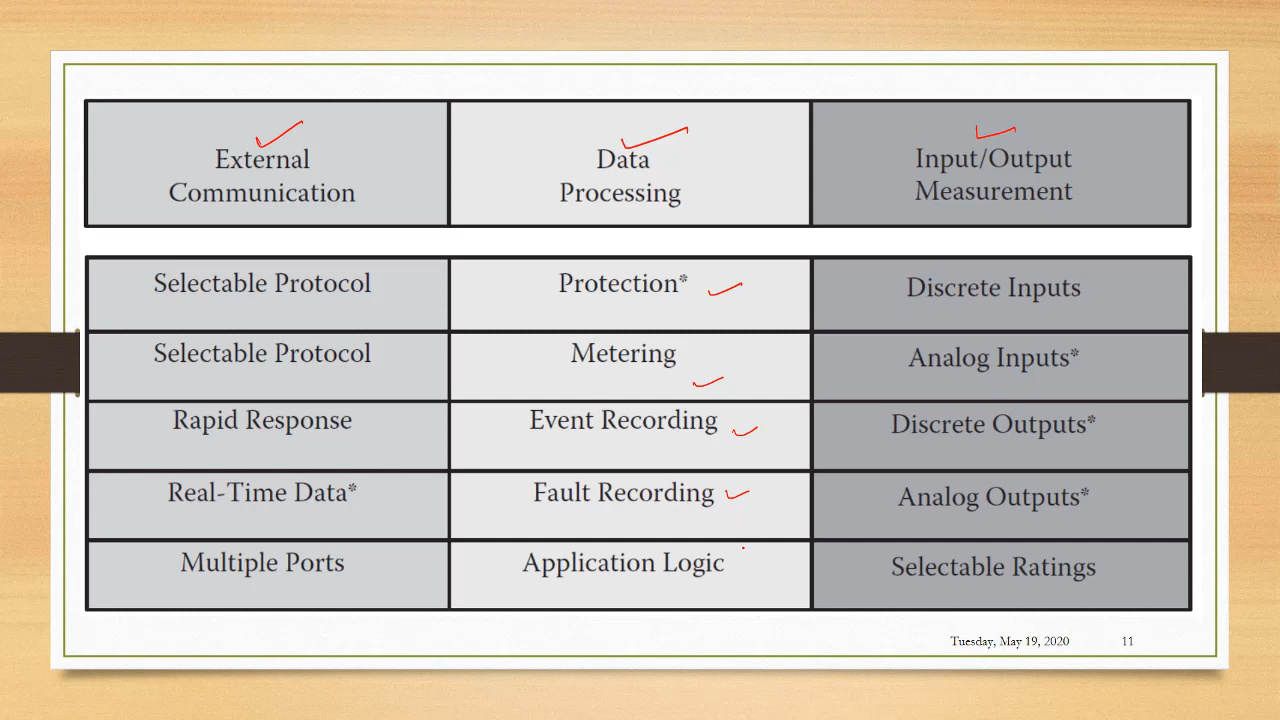 External
Communication
Data
Processing
Input/Output
Measurement
Selectable Protocol
Protection*
Discrete Inputs
Selectable Protocol
Metering
Analog Inputs*
Rapid Response
Event Recording
Discrete Outputs*
Real-Time Data*
Fault Recording
Analog Outputs*
Multiple Ports
Application Logic
Selectable Ratings
Tuesday, May 19, 2020
11